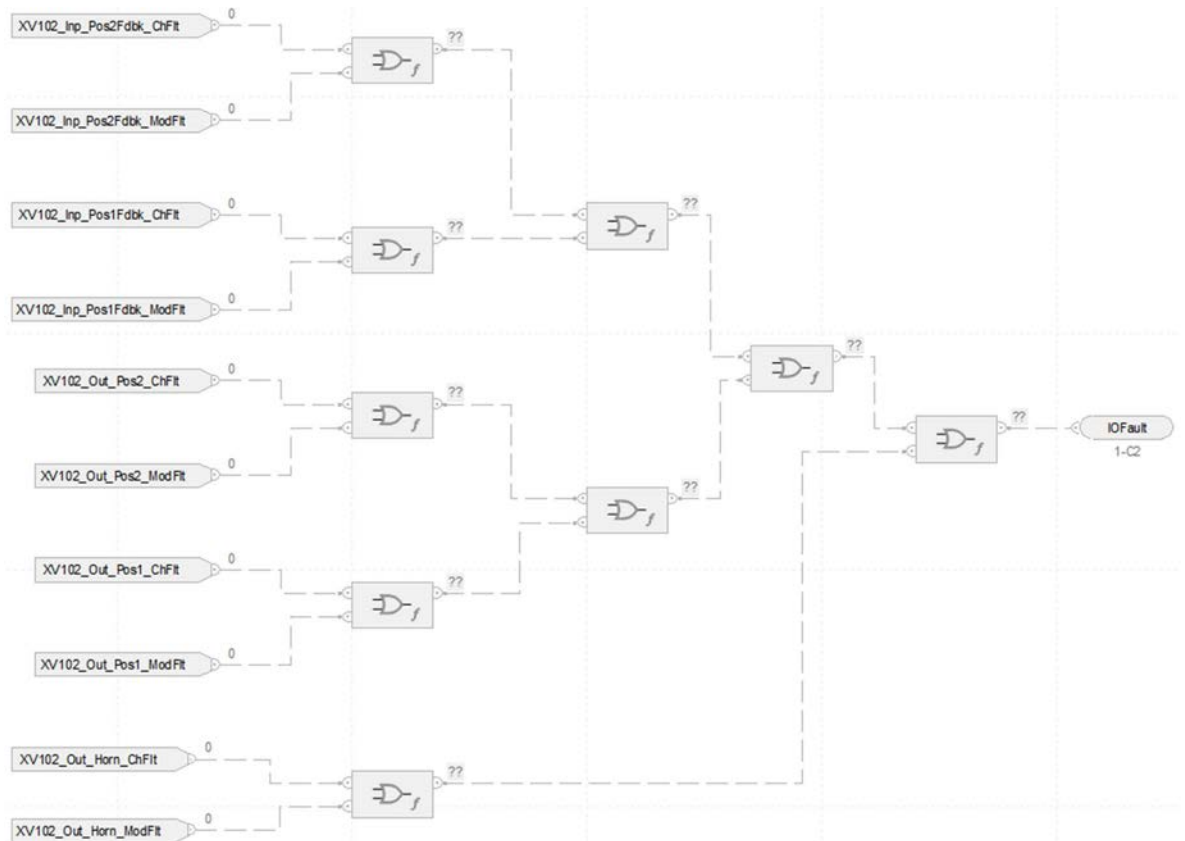 XV102_Inp_Pos2Fdbk_ChFlt
0
??
XV102_Inp_Pos2Fdbk_ModFlt
0
XV102_Inp_Pos1Fdbk_ChFlt
0
??
??
XV102_Inp_Pos1Fdbk_ModFlt
0
XV102_Out_Pos2_ChFlt
0
??
??
??
IOFault
1-C2
XV102_Out_Pos2_ModFlt
0
??
XV102_Out_Pos1_ChFlt
0
??
XV102_Out_Pos1_ModFlt
0
XV102_Out_Horn_ChFlt
0
??
XV102_Out_Horn_ModFlt
0